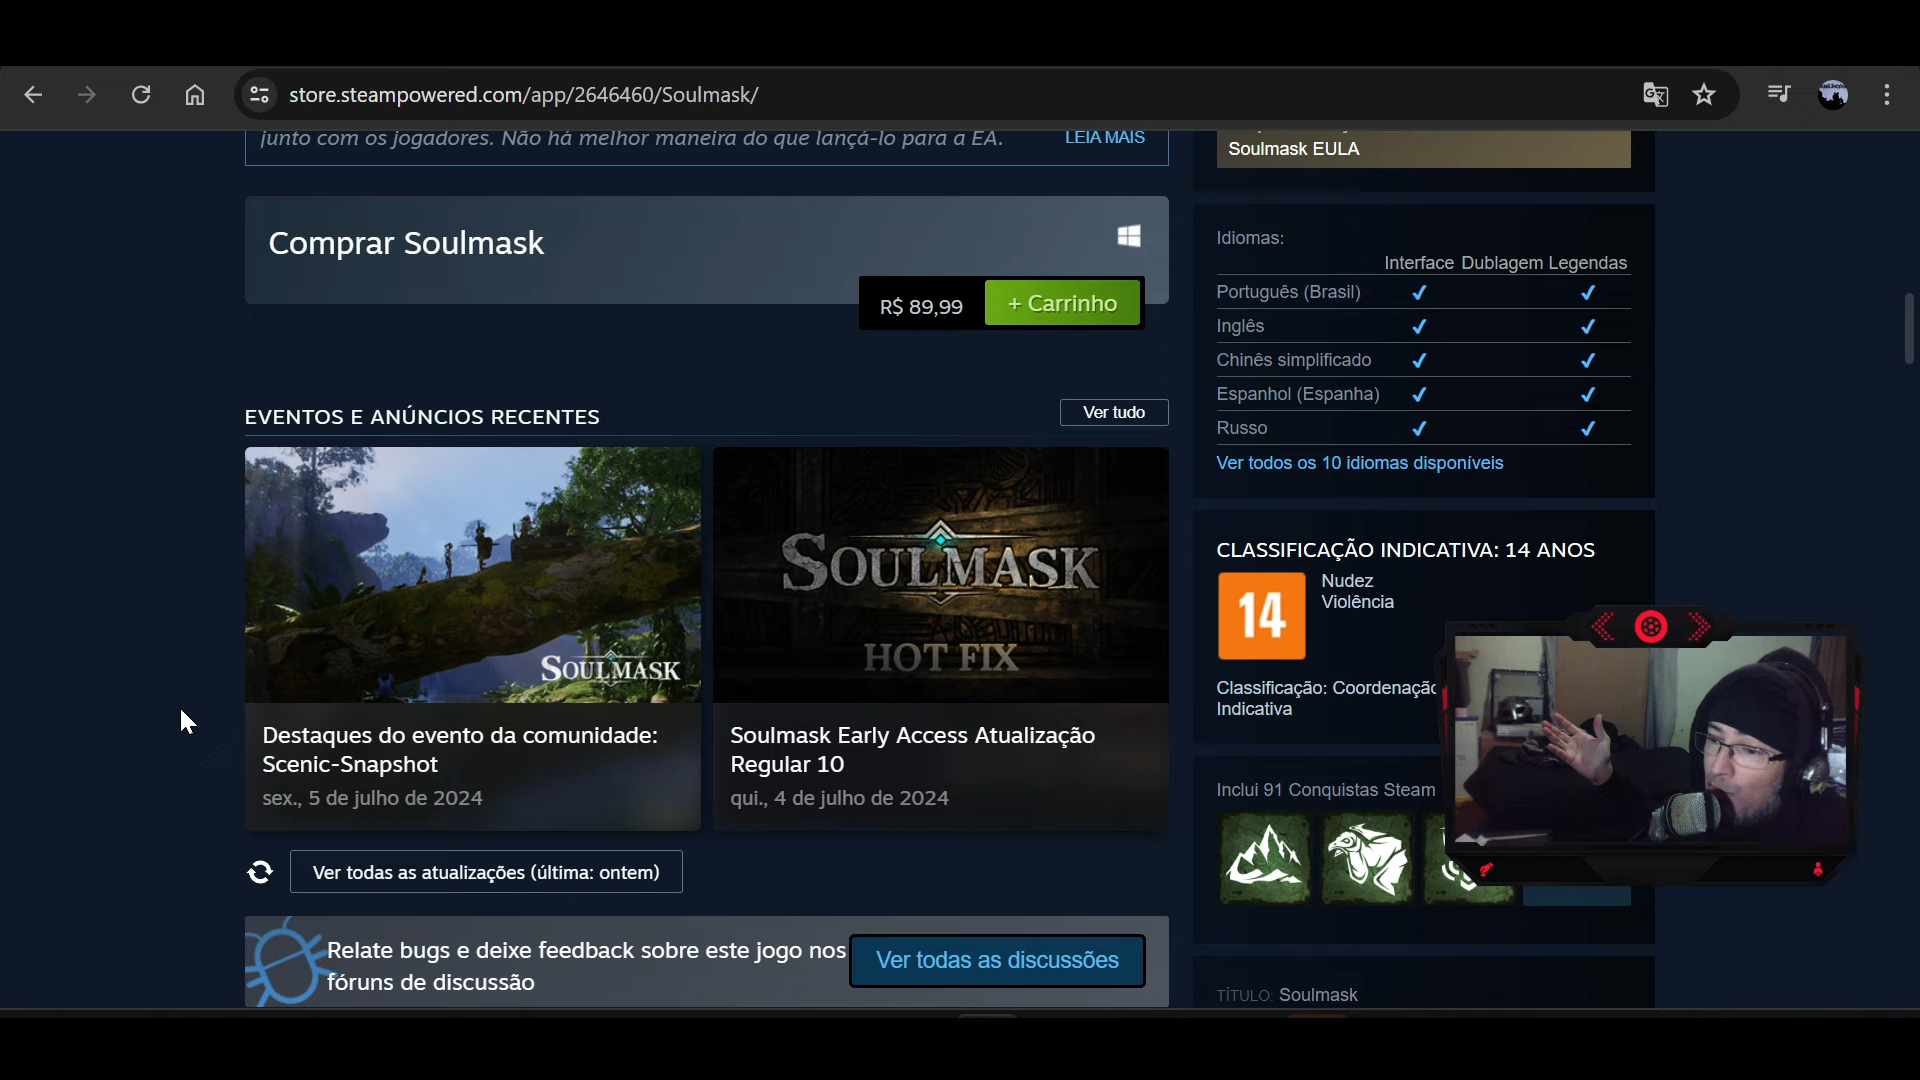 store.steampowered.com/app/2646460/Soulmask/
junto com os jogadores. Não há melhor maneira do que lançá-lo para a EA.
LEIA MAIS
Soulmask EULA
Comprar Soulmask
R$ 89,99
+ Carrinho
Idiomas:
Interface Dublagem Legendas
Português (Brasil)
Inglês
Chinês simplificado
Espanhol (Espanha)
Russo
Ver todos os 10 idiomas disponíveis
EVENTOS E ANÚNCIOS RECENTES
Ver tudo
SOULMASK
Destaques do evento da comunidade:
Scenic-Snapshot
sex., 5 de julho de 2024
SOULMASK
HOT FIX
Soulmask Early Access Atualização
Regular 10
qui., 4 de julho de 2024
CLASSIFICAÇÃO INDICATIVA: 14 ANOS
14
Nudez
Violência
Classificação: Coordenação
Indicativa
Inclui 91 Conquistas Steam
Ver todas as atualizações (última: ontem)
Relate bugs e deixe feedback sobre este jogo nos
fóruns de discussão
Ver todas as discussões
TÍTULO: Soulmask